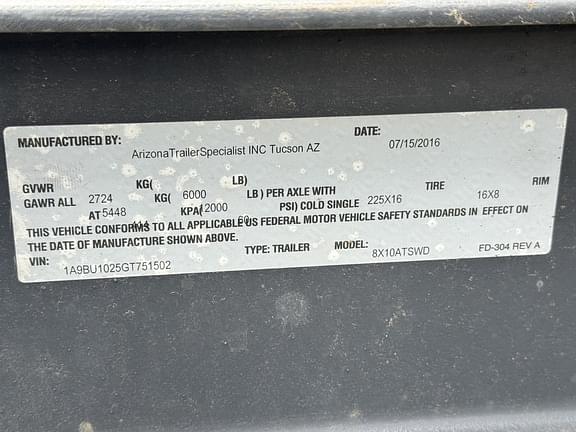 MANUFACTURED BY: ArizonaTrailerSpecialist INC Tucson AZ DATE: 07/15/2016
GVWR KG( LB)
GAWR ALL 2724 KG( 6000 LB ) PER AXLE WITH TIRE RIM
AT 5448 KPA( 12000 PSI) COLD SINGLE 225X16 16X8
THIS VEHICLE CONFORMS TO ALL APPLICABLE US FEDERAL MOTOR VEHICLE SAFETY STANDARDS IN EFFECT ON
THE DATE OF MANUFACTURE SHOWN ABOVE.
VIN: 1A9BU1025GT751502 TYPE: TRAILER MODEL: 8X10ATSWD FD-304 REV A